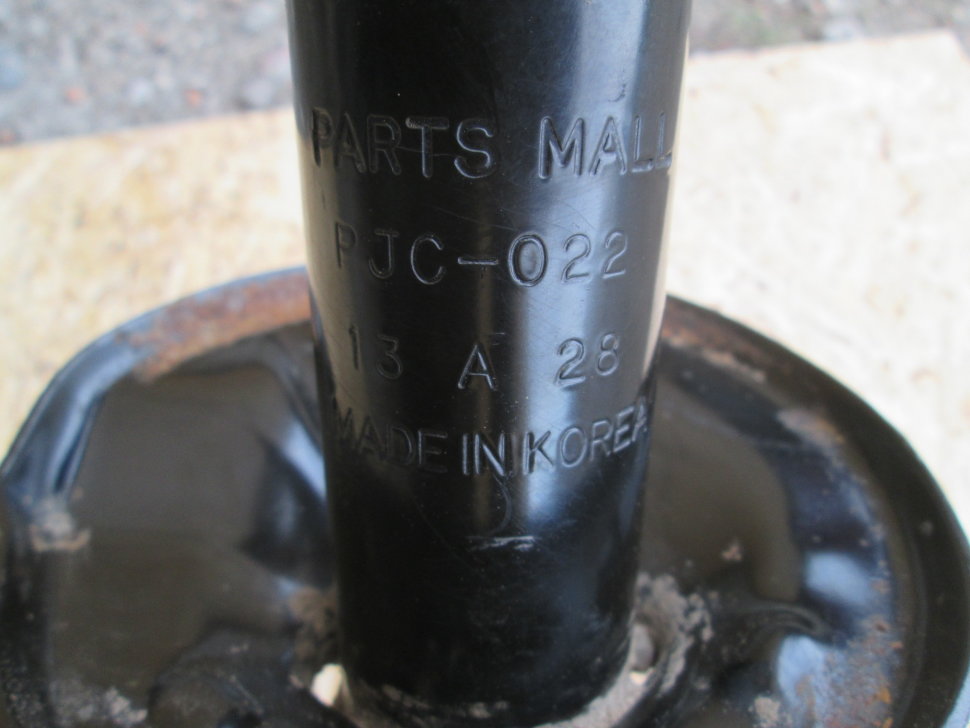 PARTS MALL
PJC-022
13 A 28
MADE IN KOREA